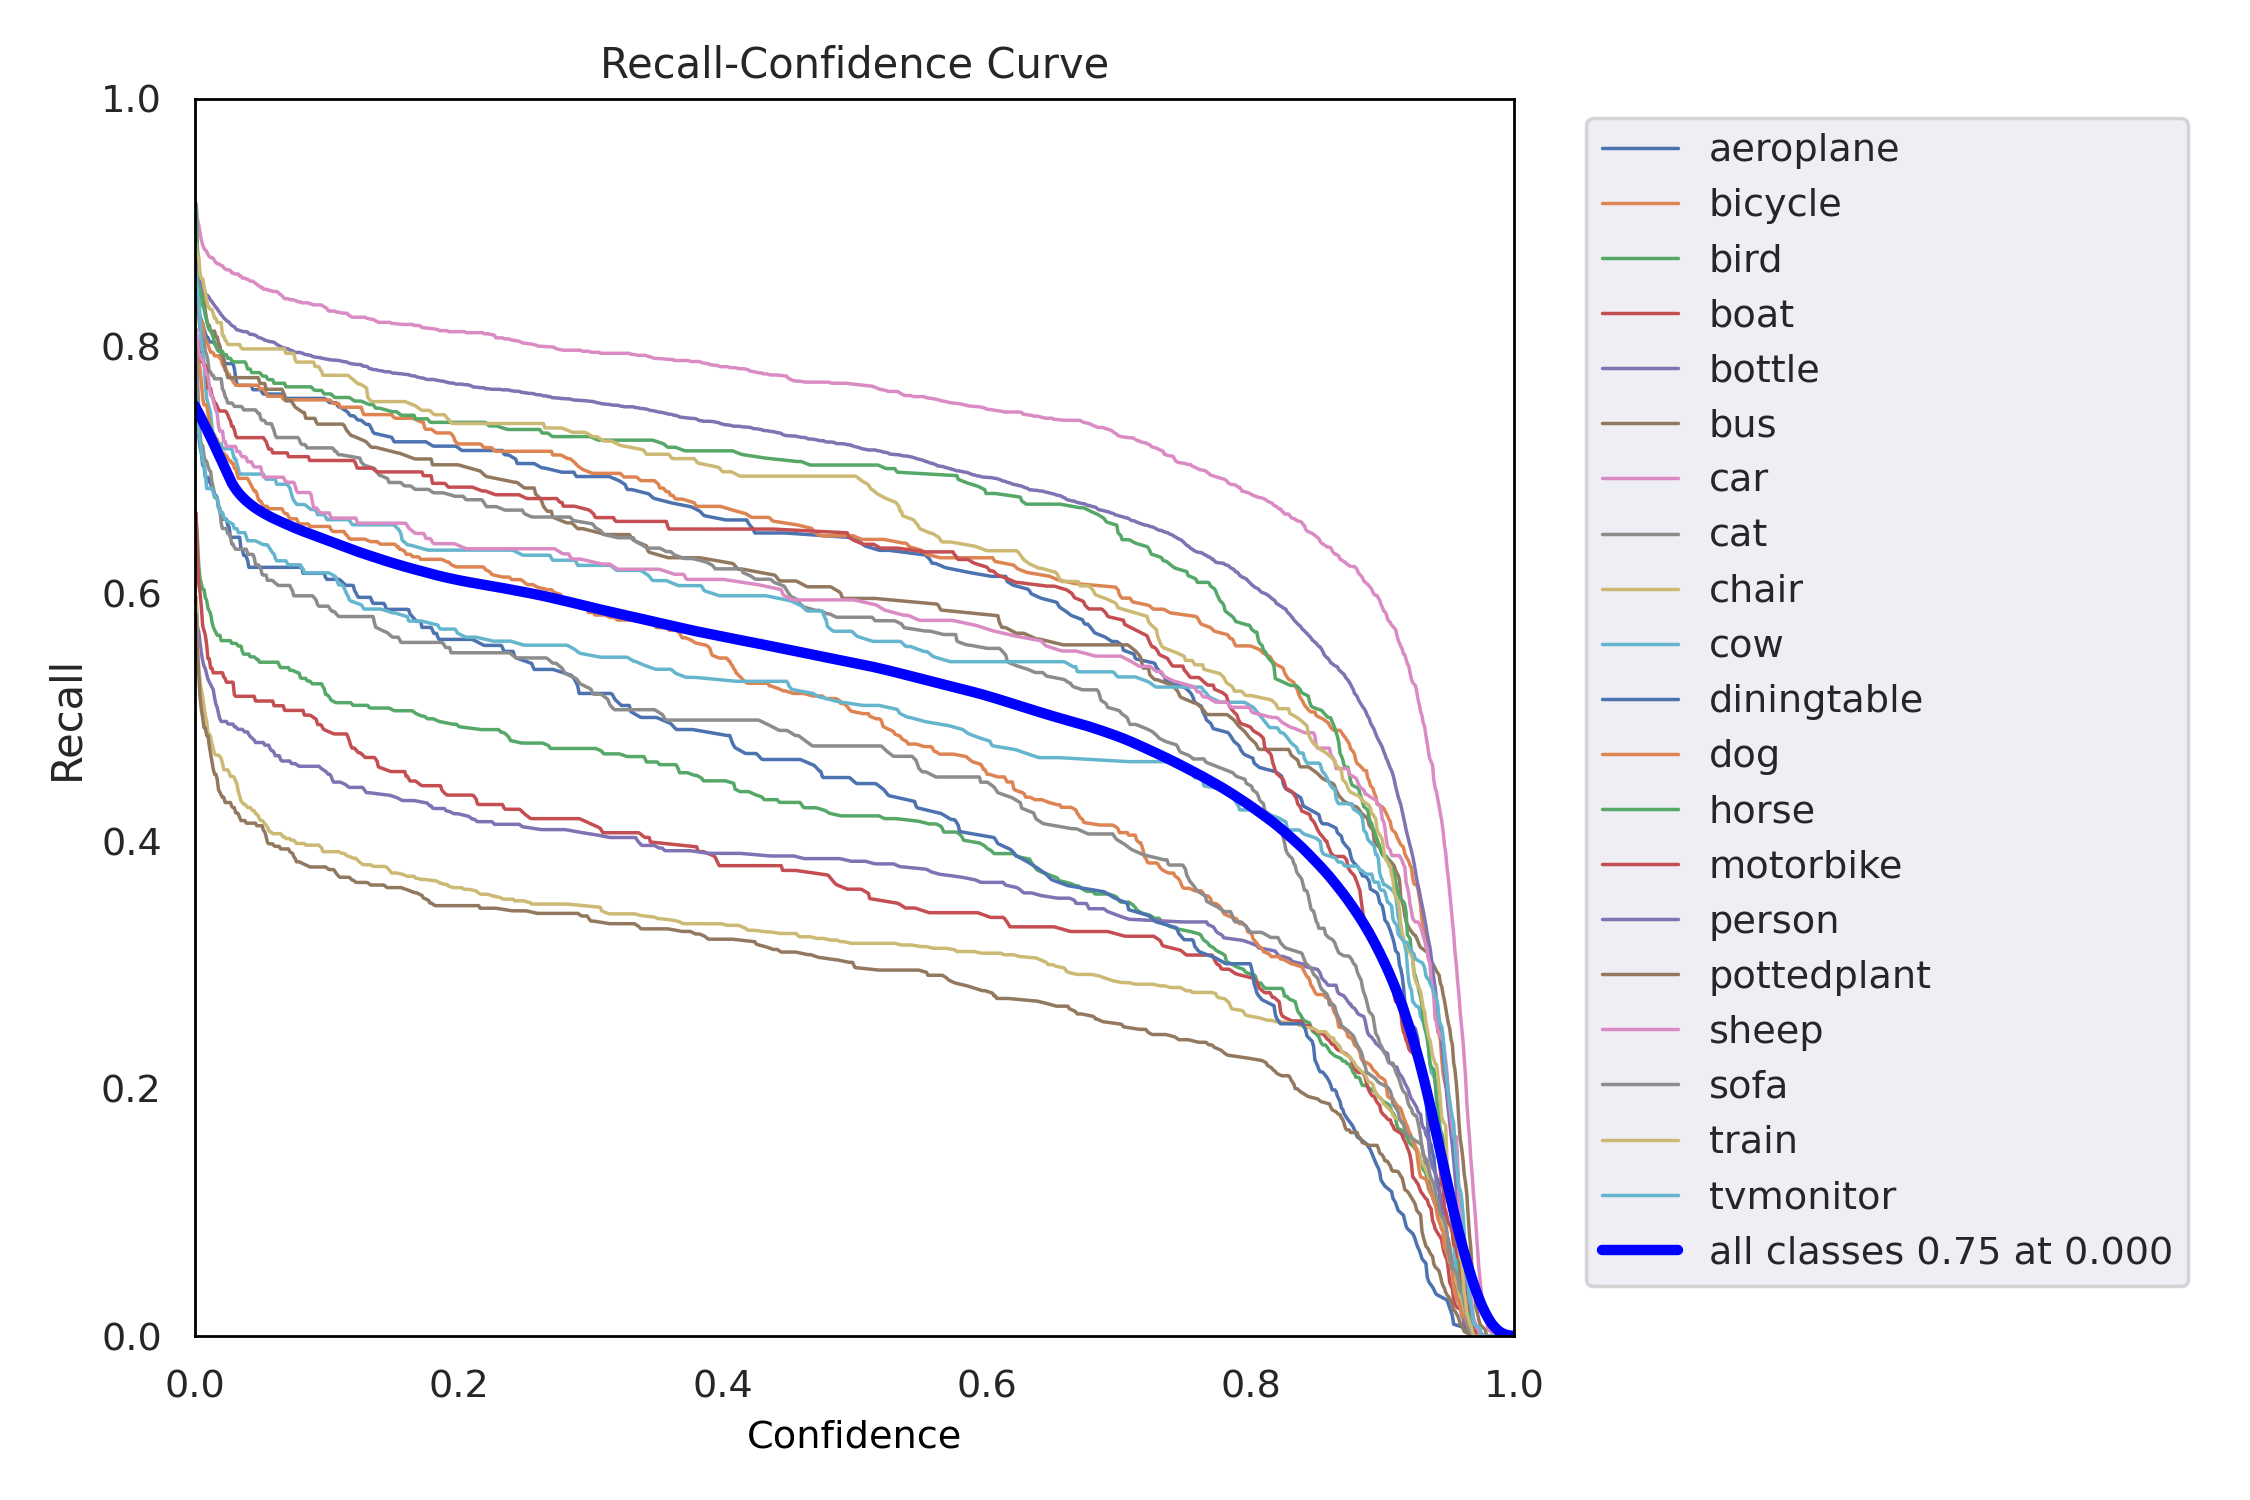 Recall-Confidence Curve
1.0
0.8
0.6
0.4
0.2
0.0
Recall
0.0 0.2 0.4 0.6 0.8 1.0
Confidence
aeroplane
bicycle
bird
boat
bottle
bus
car
cat
chair
cow
diningtable
dog
horse
motorbike
person
pottedplant
sheep
sofa
train
tvmonitor
all classes 0.75 at 0.000